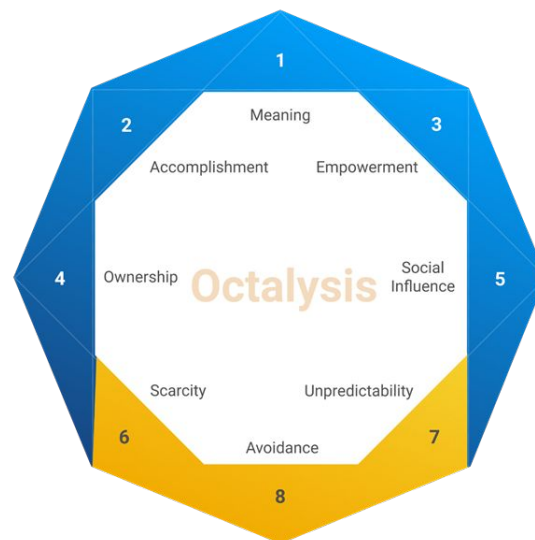 1
Meaning
2
3
Accomplishment
Empowerment
4
Ownership
Octalysis
Social
Influence
5
Scarcity
Unpredictability
6
7
Avoidance
8